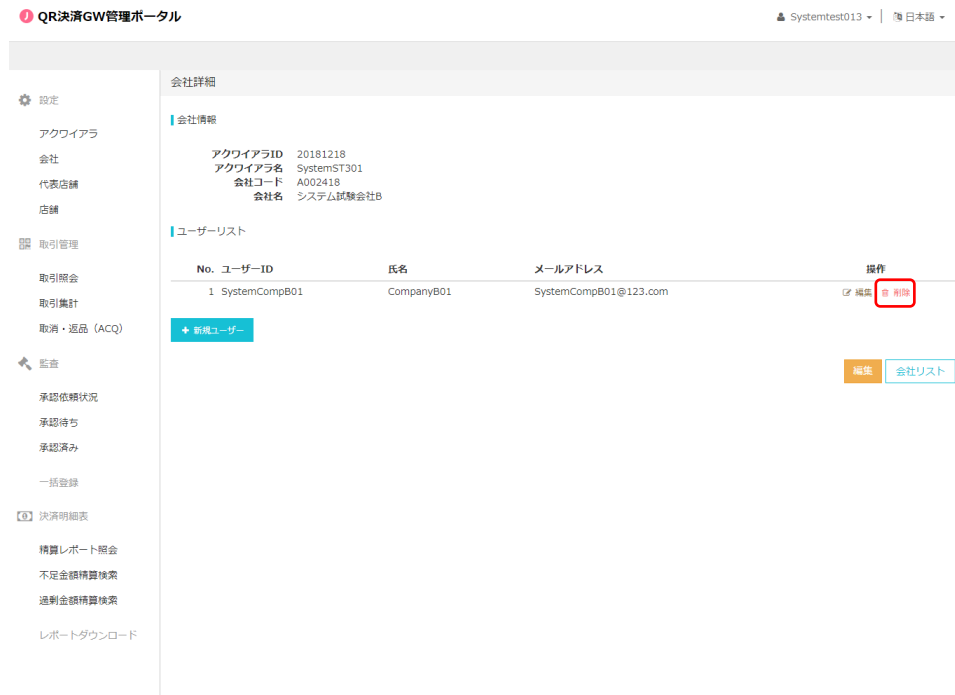 QR決済GW管理ポータル
Systemtest013
日本語
会社詳細
設定
アクワイアラ
会社
代表店舗
店舗
取引管理
取引照会
取引集計
取消・返品（ACQ）
監査
承認依頼状況
承認待ち
承認済み
一括登録
決済明細表
精算レポート照会
不足金額精算検索
過剰金額精算検索
レポートダウンロード
会社情報
アクワイアラID 20181218
アクワイアラ名 SystemST301
会社コード A002418
会社名 システム試験会社B
ユーザーリスト
No. ユーザーID 氏名 メールアドレス 操作
1 SystemCompB01 CompanyB01 SystemCompB01@123.com 編集 削除
+ 新規ユーザー
編集 会社リスト